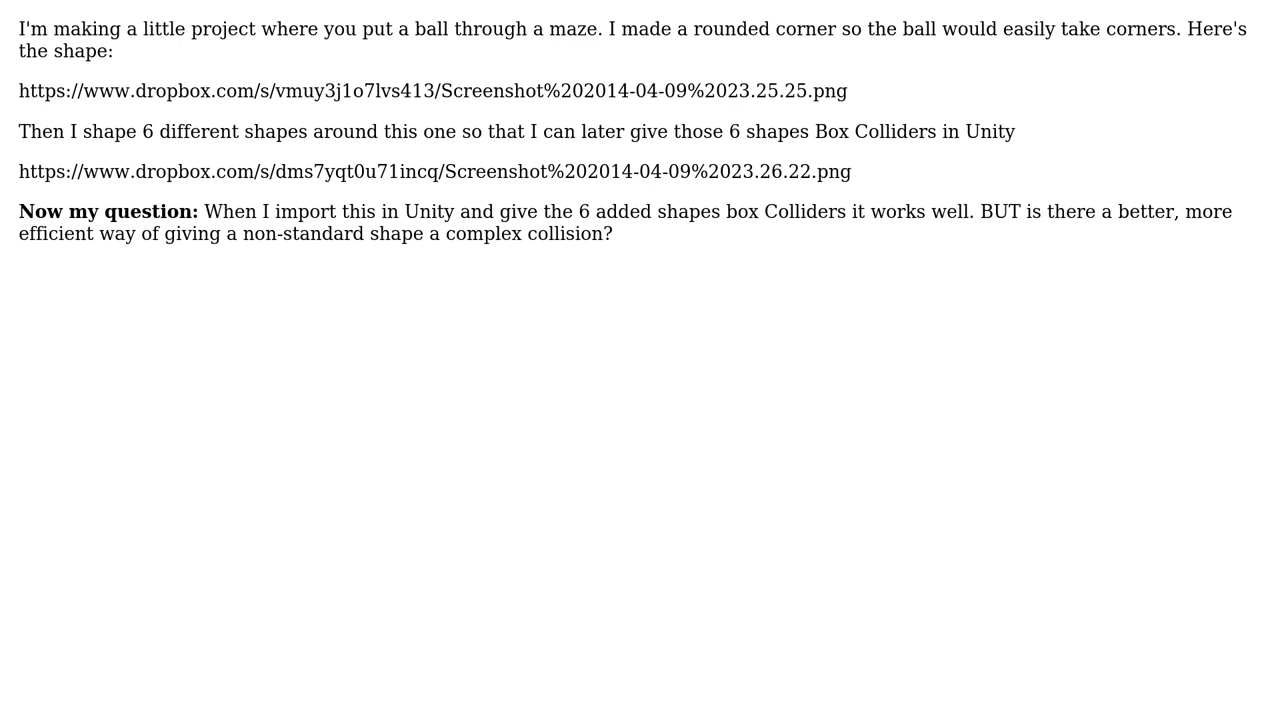 I'm making a little project where you put a ball through a maze. I made a rounded corner so the ball would easily take corners. Here's
the shape:
https://www.dropbox.com/s/vmuy3j1o7lvs413/Screenshot%202014-04-09%2023.25.25.png
Then I shape 6 different shapes around this one so that I can later give those 6 shapes Box Colliders in Unity
https://www.dropbox.com/s/dms7yqt0u71incq/Screenshot%202014-04-09%2023.26.22.png
Now my question: When I import this in Unity and give the 6 added shapes box Colliders it works well. BUT is there a better, more
efficient way of giving a non-standard shape a complex collision?